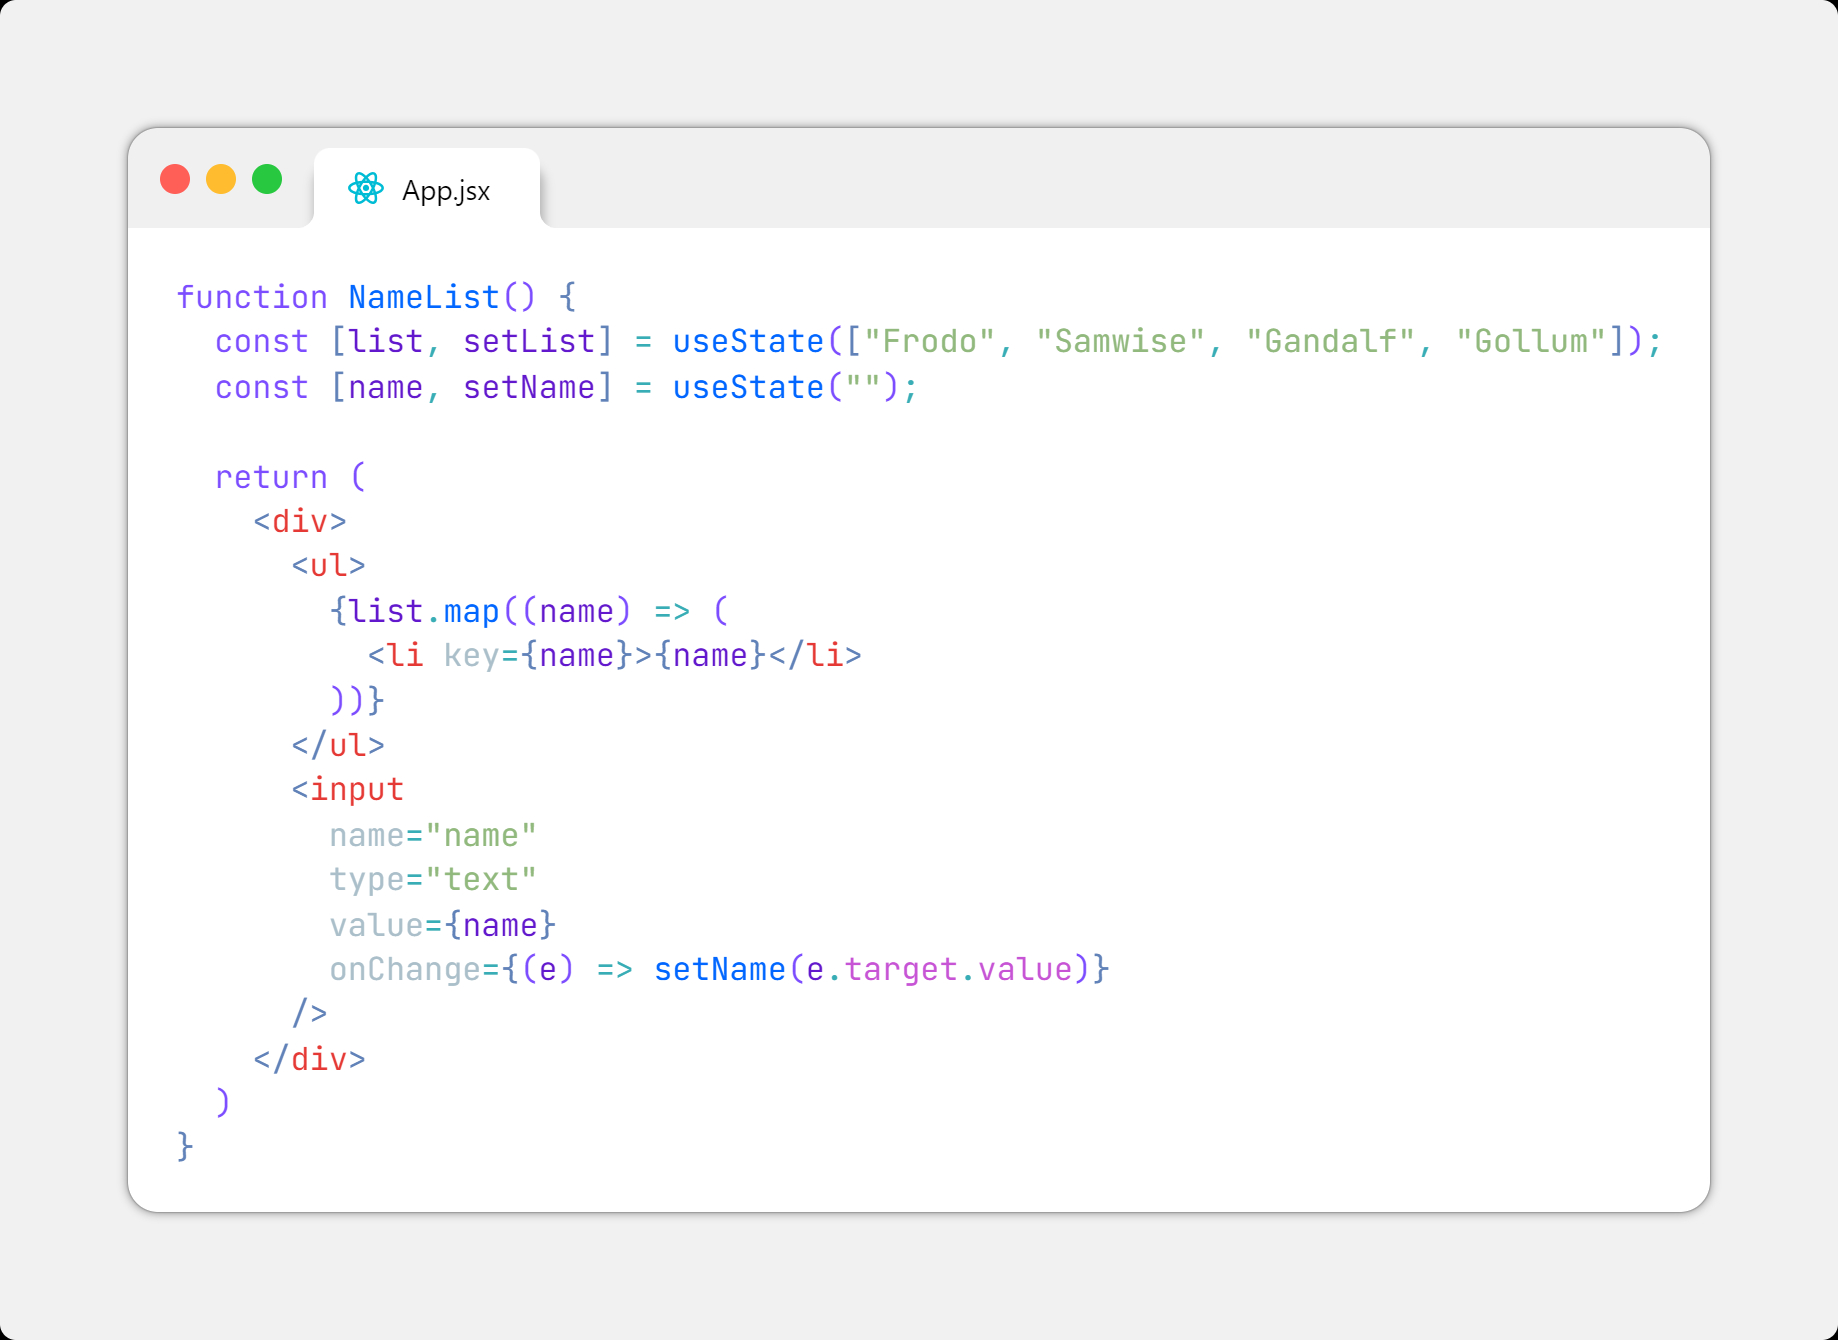 App.jsx
function NameList() {
  const [list, setList] = useState(["Frodo", "Samwise", "Gandalf", "Gollum"]);
  const [name, setName] = useState("");

  return (
    <div>
      <ul>
        {list.map((name) => (
          <li key={name}>{name}</li>
        ))}
      </ul>
      <input
        name="name"
        type="text"
        value={name}
        onChange={(e) => setName(e.target.value)}
      />
    </div>
  )
}